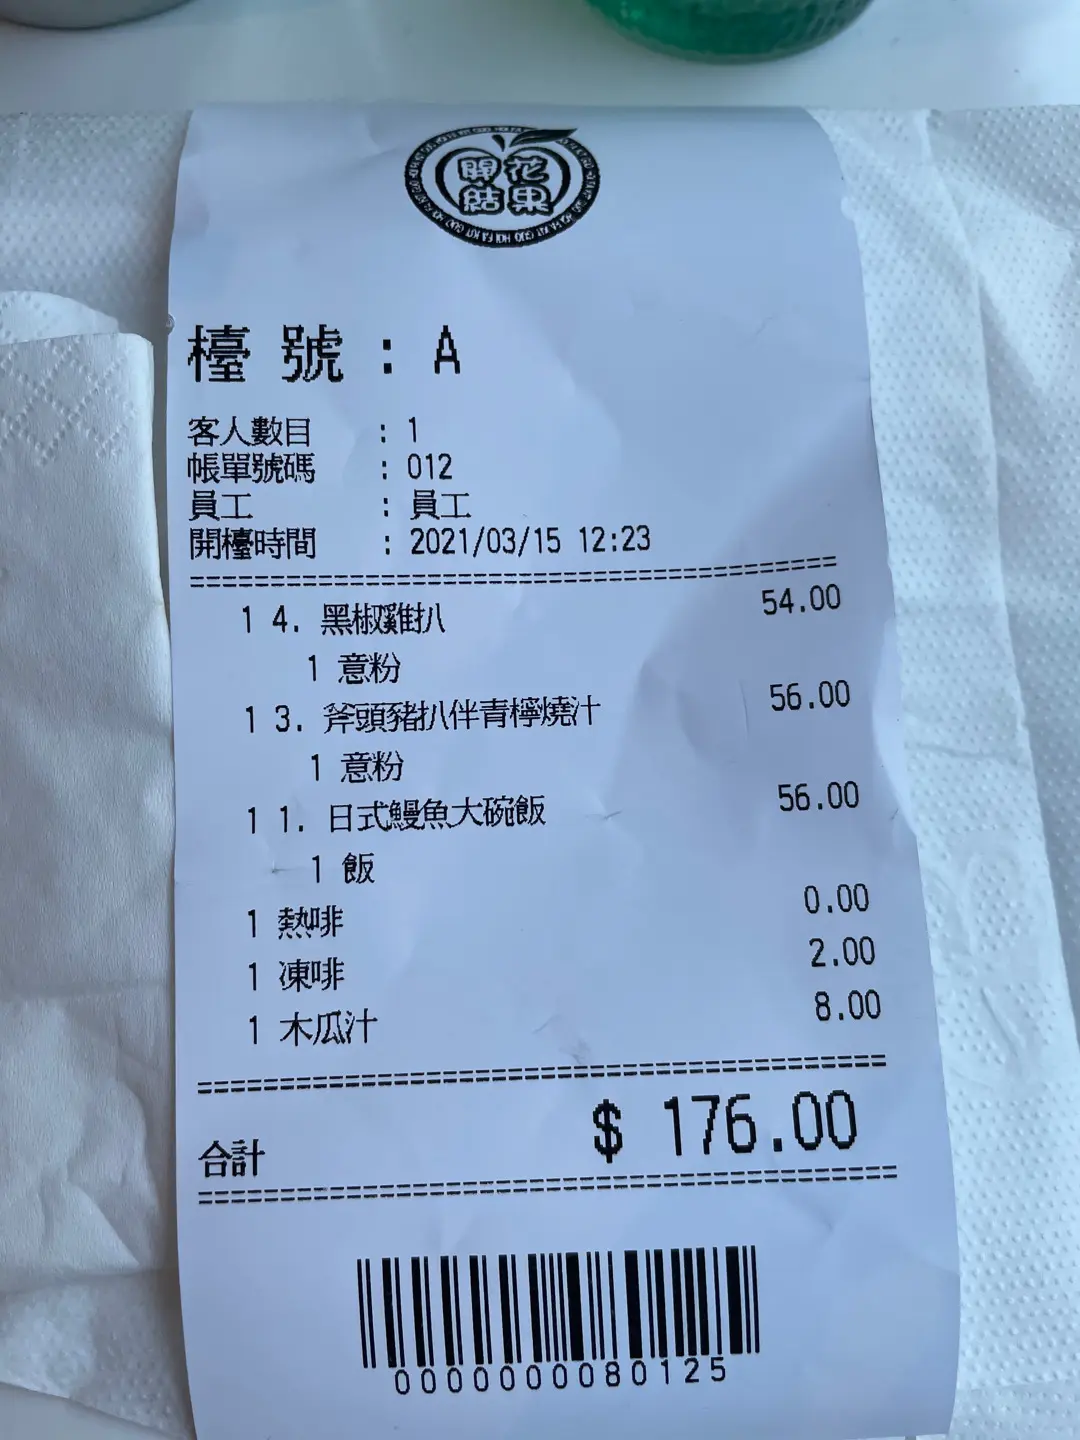 開花
結果
檯號 : A
客人數目 : 1
帳單號碼 : 012
員工 : 員工
開檯時間 : 2021/03/15 12:23
1 4. 黑椒雞扒 54.00
1 意粉
1 3. 斧頭豬扒伴青檸燒汁 56.00
1 意粉
1 1. 日式鰻魚大碗飯 56.00
1 飯
1 熱啡 0.00
1 凍啡 2.00
1 木瓜汁 8.00
合計 $ 176.00
0000000080125